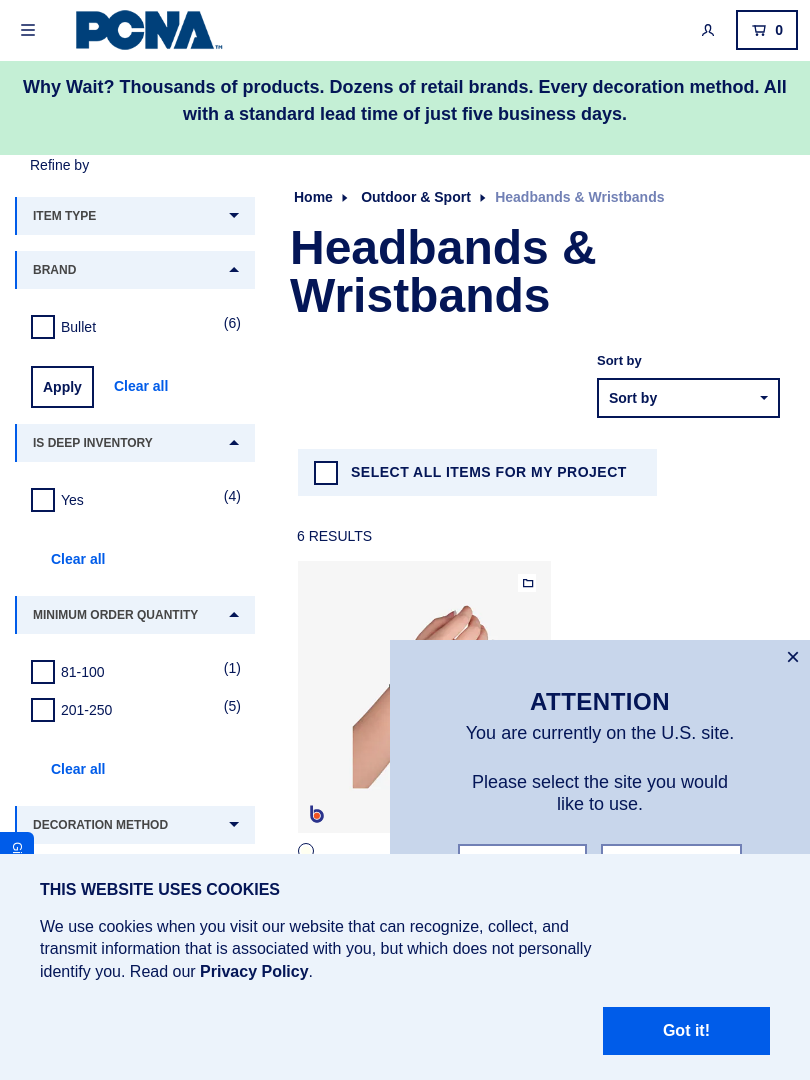 PCNA™
0
Why Wait? Thousands of products. Dozens of retail brands. Every decoration method. All
with a standard lead time of just five business days.
Refine by
ITEM TYPE
BRAND
Bullet (6)
Apply Clear all
IS DEEP INVENTORY
Yes (4)
Clear all
MINIMUM ORDER QUANTITY
81-100 (1)
201-250 (5)
Clear all
DECORATION METHOD
Home Outdoor & Sport Headbands & Wristbands
Headbands &
Wristbands
Sort by
Sort by
SELECT ALL ITEMS FOR MY PROJECT
6 RESULTS
b
ATTENTION
You are currently on the U.S. site.
Please select the site you would
like to use.
THIS WEBSITE USES COOKIES
We use cookies when you visit our website that can recognize, collect, and
transmit information that is associated with you, but which does not personally
identify you. Read our Privacy Policy.
Got it!